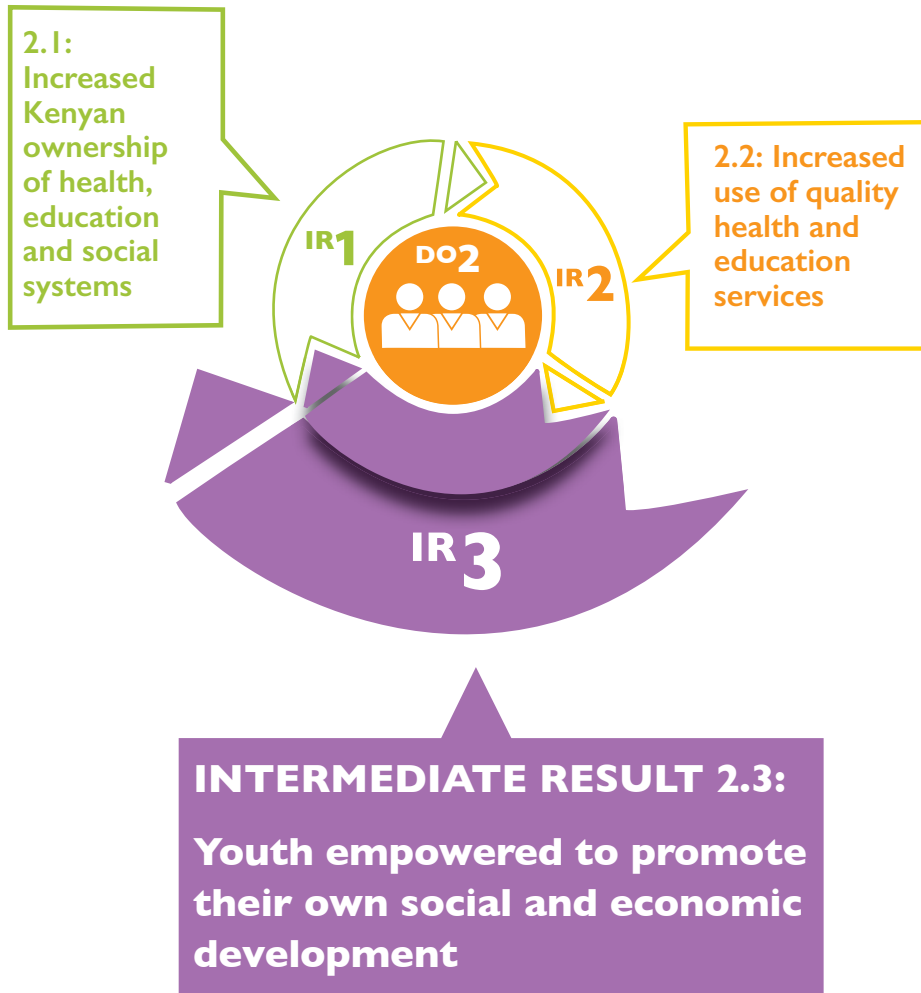 2.1:
Increased
Kenyan
ownership
of health,
education
and social
systems
2.2: Increased
use of quality
health and
education
services
IR1
DO2
IR2
IR3
INTERMEDIATE RESULT 2.3:
Youth empowered to promote
their own social and economic
development